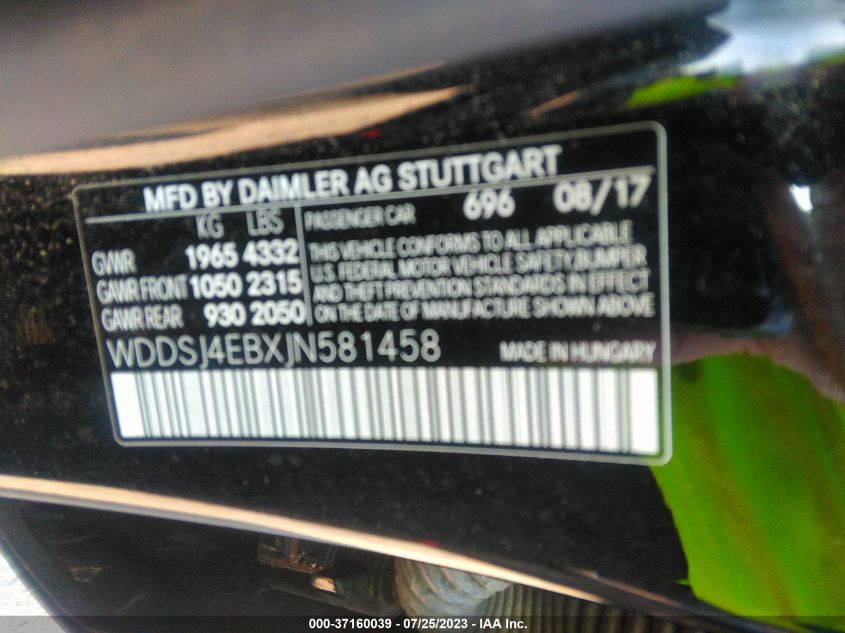 MFD BY DAIMLER AG STUTTGART
KG LBS
GVWR 1965 4332
GAWR FRONT 1050 2315
GAWR REAR 930 2050
PASSENGER CAR 696 08/17
THIS VEHICLE CONFORMS TO ALL APPLICABLE
U.S. FEDERAL MOTOR VEHICLE SAFETY,BUMPER
AND THEFT PREVENTION STANDARDS IN EFFECT
ON THE DATE OF MANUFACTURE SHOWN ABOVE
WDDSJ4EBXJN581458 MADE IN HUNGARY
000-37160039 / 07/25/2023 - IAA Inc.